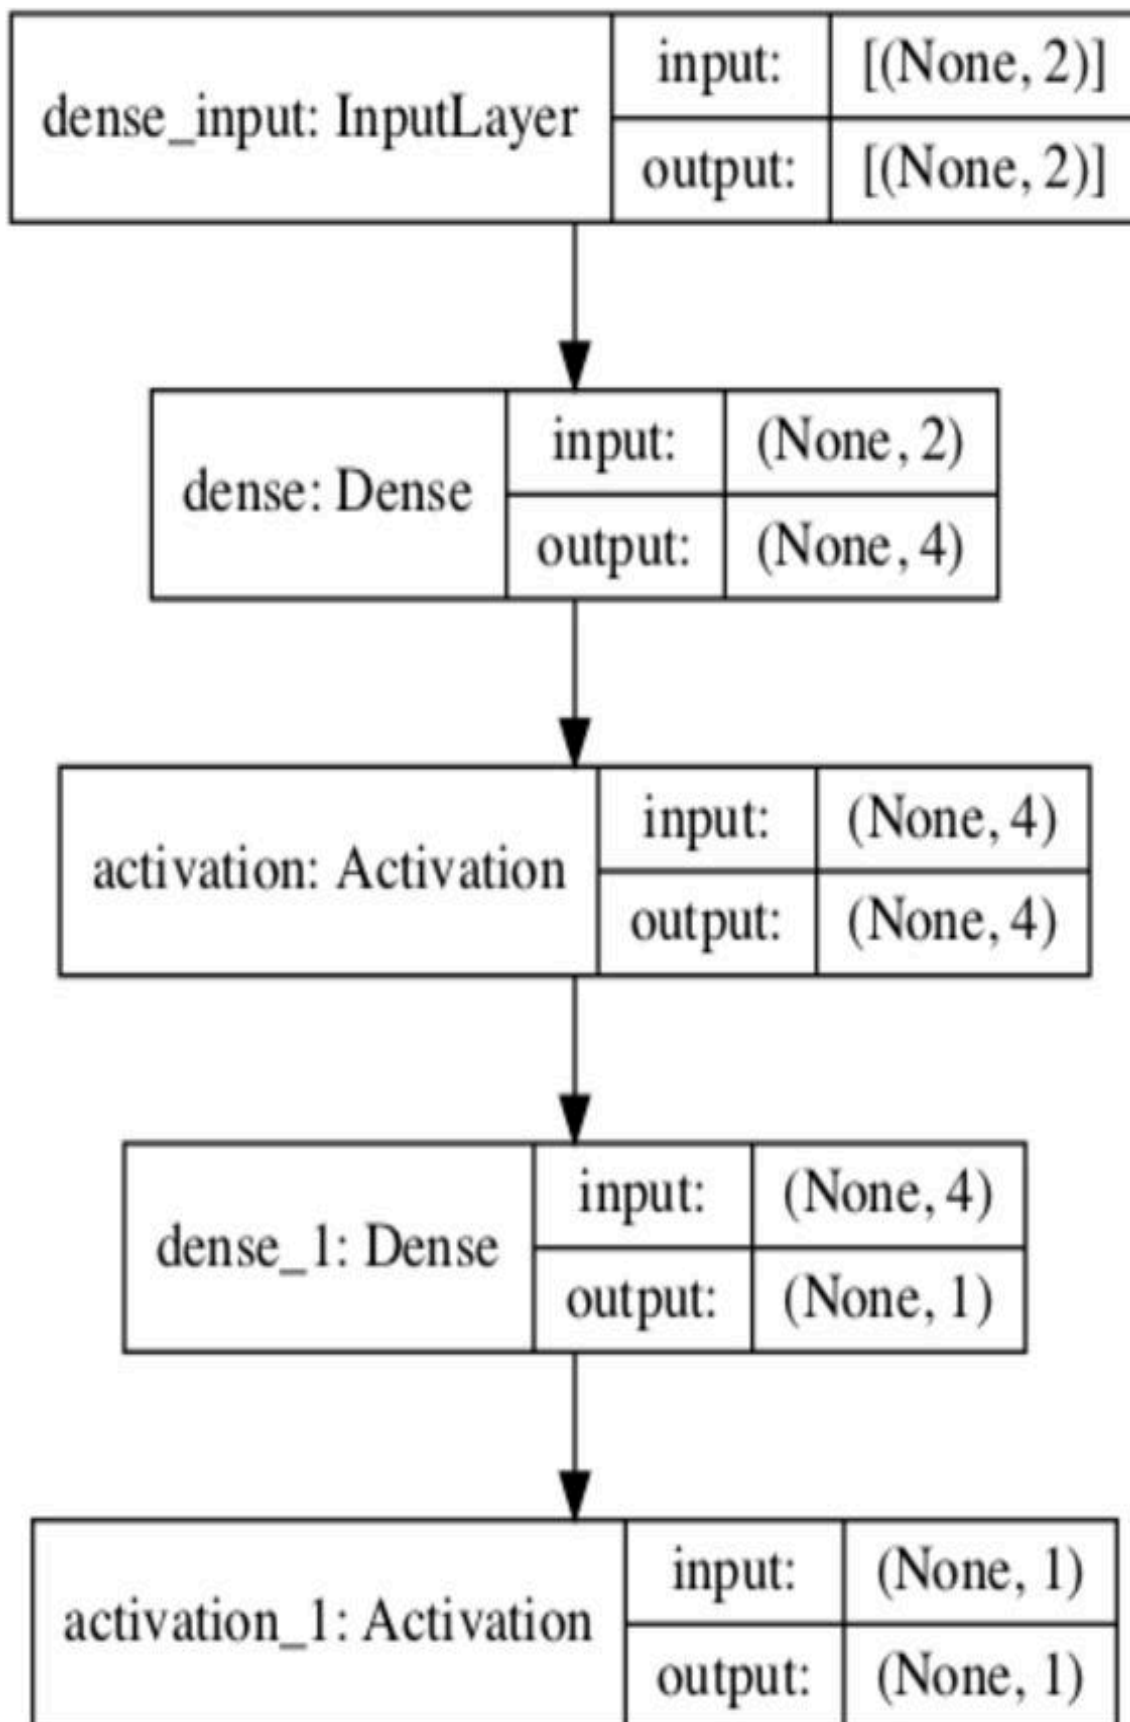 dense_input: InputLayer
input: [(None, 2)]
output: [(None, 2)]
dense: Dense
input: (None, 2)
output: (None, 4)
activation: Activation
input: (None, 4)
output: (None, 4)
dense_1: Dense
input: (None, 4)
output: (None, 1)
activation_1: Activation
input: (None, 1)
output: (None, 1)